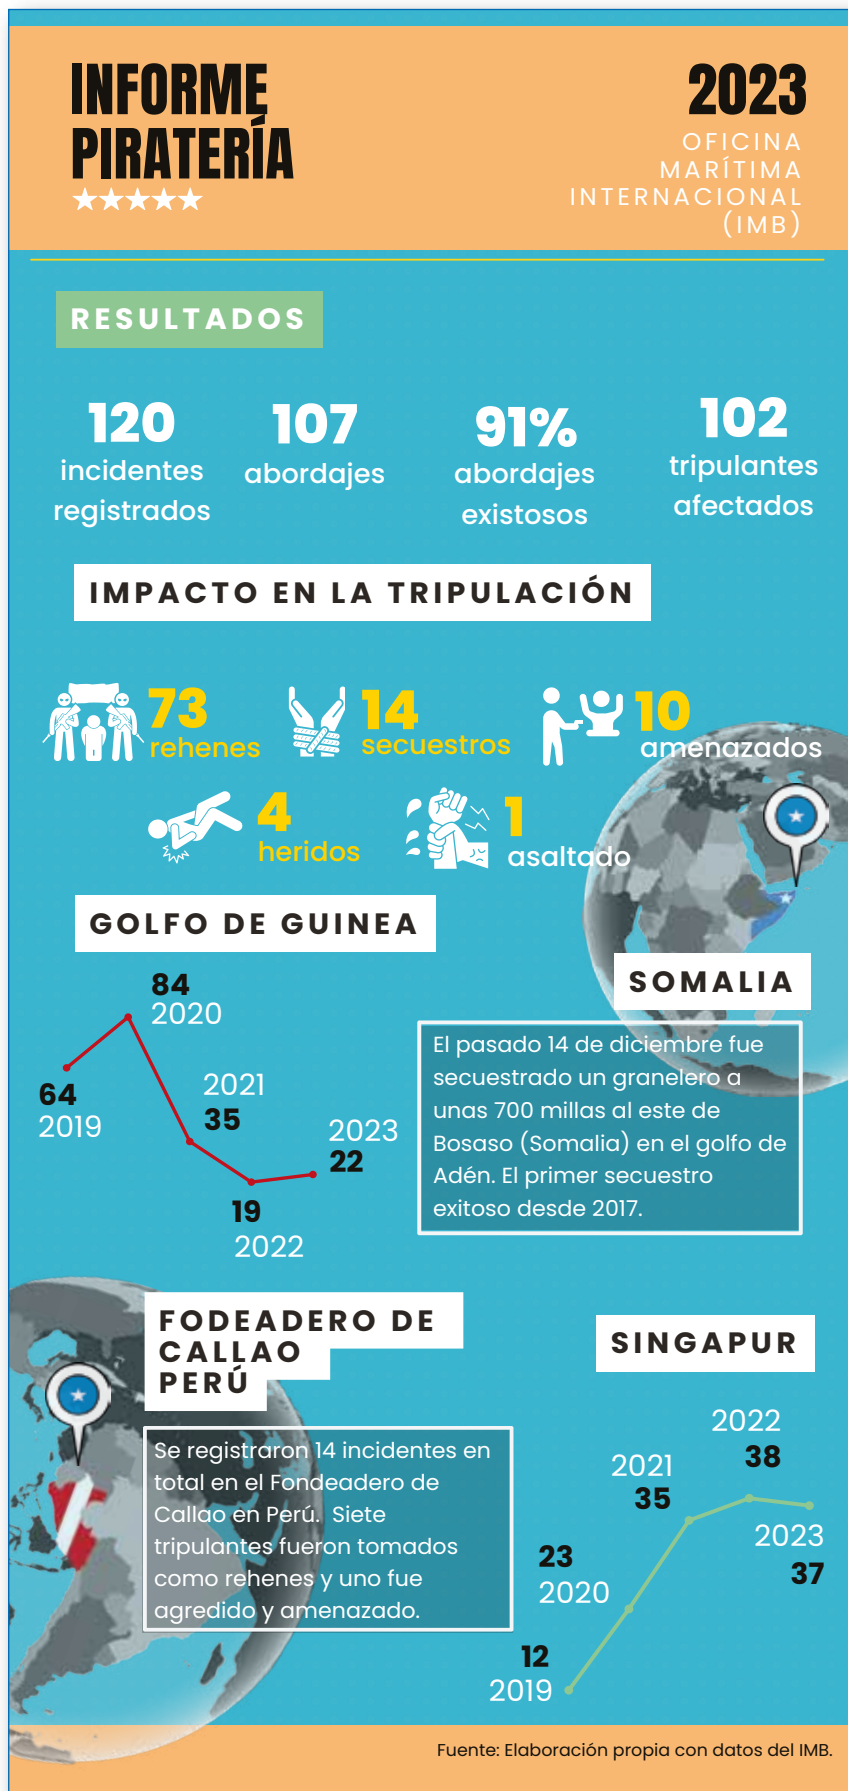 INFORME
PIRATERÍA
2023
OFICINA
MARÍTIMA
INTERNACIONAL
(IMB)
RESULTADOS
120
incidentes
registrados
107
abordajes
91%
abordajes
existosos
102
tripulantes
afectados
IMPACTO EN LA TRIPULACIÓN
73
rehenes
14
secuestros
10
amenazados
4
heridos
1
asaltado
GOLFO DE GUINEA
84
2020
64
2019
2021
35
2023
22
19
2022
SOMALIA
El pasado 14 de diciembre fue
secuestrado un granelero a
unas 700 millas al este de
Bosaso (Somalia) en el golfo de
Adén. El primer secuestro
exitoso desde 2017.
FODEADERO DE
CALLAO
PERÚ
Se registraron 14 incidentes en
total en el Fondeadero de
Callao en Perú. Siete
tripulantes fueron tomados
como rehenes y uno fue
agredido y amenazado.
SINGAPUR
2022
38
2021
35
2023
37
23
2020
12
2019
Fuente: Elaboración propia con datos del IMB.